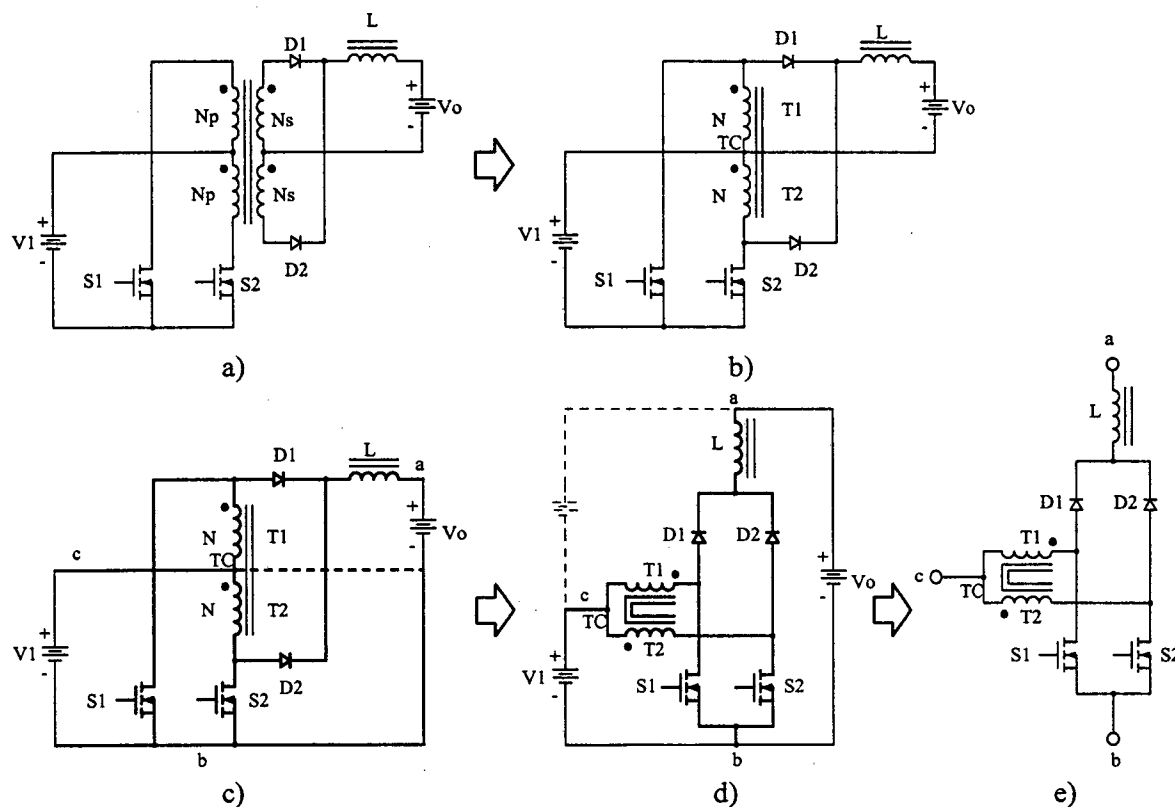 D1 L
Np Ns + Vo -
Np Ns
V1 + -
D2
S1 S2
a)
D1 L
N T1 + Vo -
TC
N T2
V1 + -
D2
S1 S2
b)
D1 L a
N T1 + Vo -
c TC
N T2
V1 + -
D2
S1 S2
b
c)
a
L
D1 D2
T1 + Vo -
c
TC
T2
V1 + -
S1 S2
b
d)
a
L
D1 D2
T1
c
TC
T2
S1 S2
b
e)